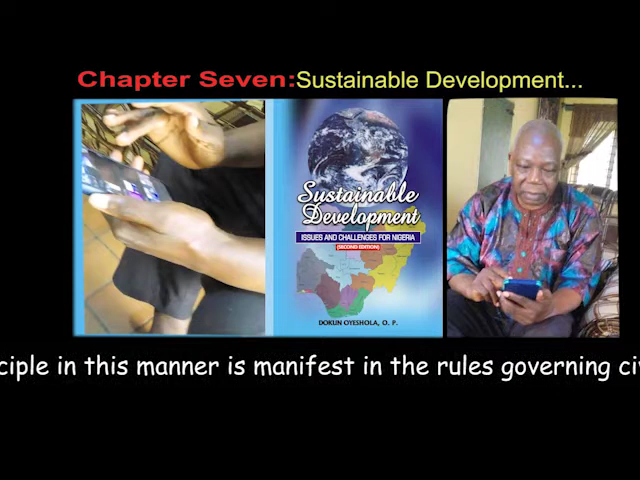 Chapter Seven:Sustainable Development...
Sustainable
Development
ISSUES AND CHALLENGES FOR NIGERIA
(SECOND EDITION)
DOKUN OYESHOLA, O. P.
ciple in this manner is manifest in the rules governing ci